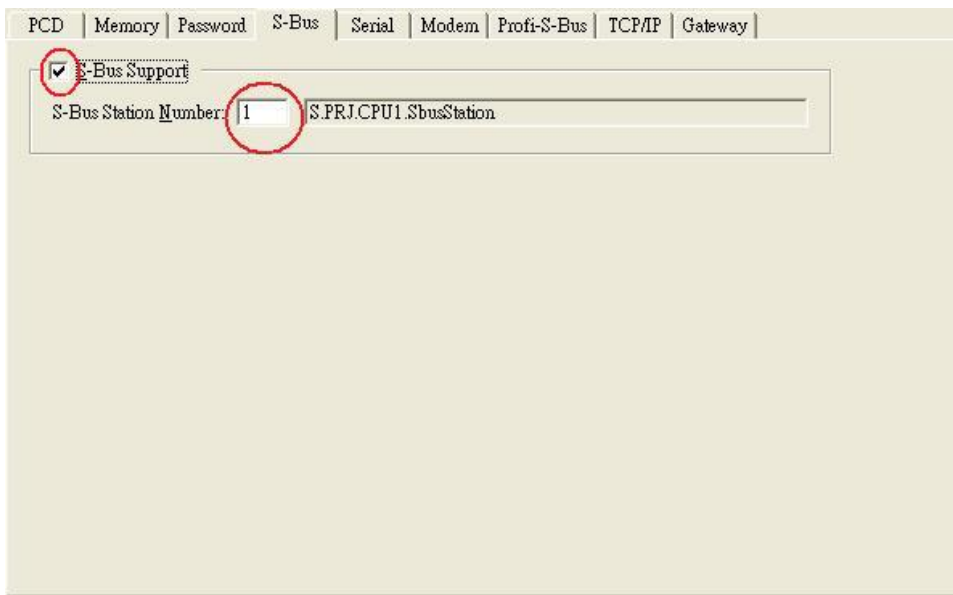 PCD Memory Password S-Bus Serial Modem Profi-S-Bus TCP/IP Gateway
S-Bus Support
S-Bus Station Number: 1 S.PRJ.CPU1.SbusStation